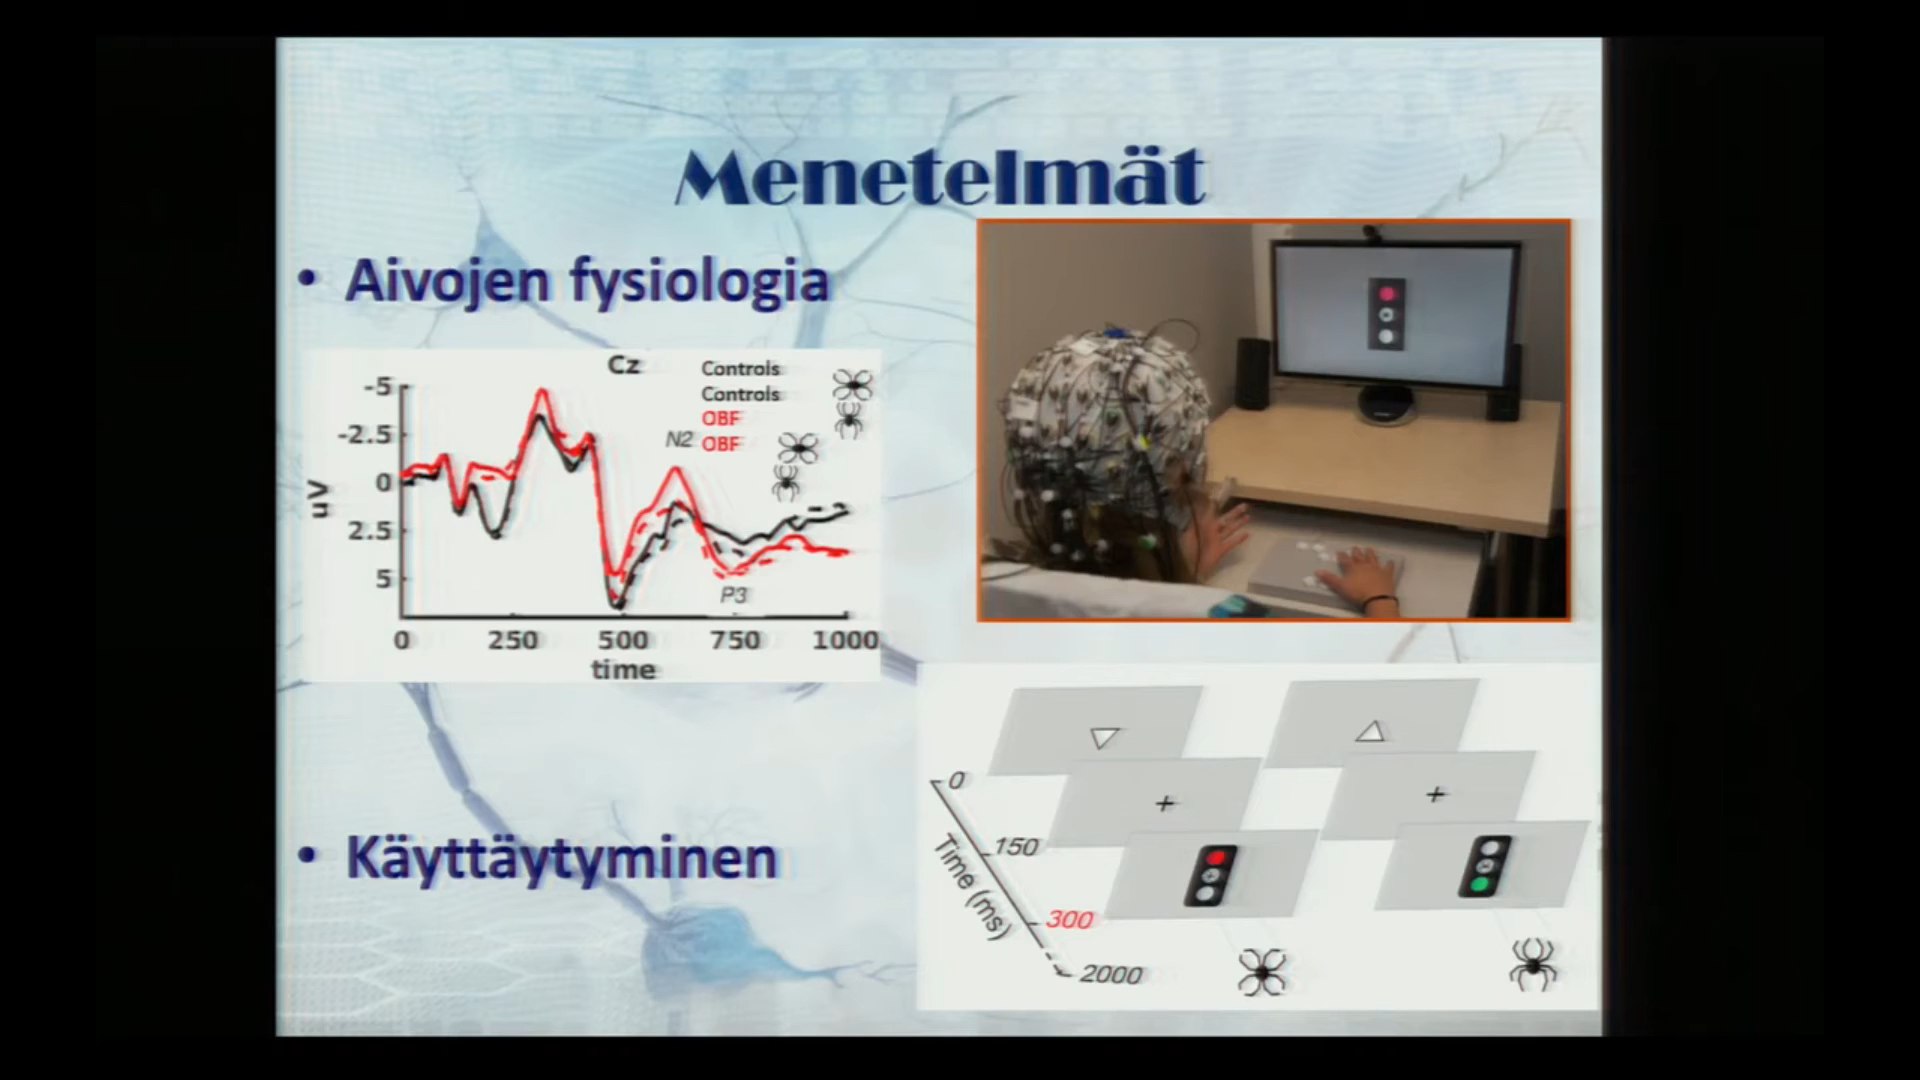 Menetelmät
• Aivojen fysiologia
Cz
Controls
Controls
OBF
OBF
N2
P3
uV
-5
-2.5
0
2.5
5
0 250 500 750 1000
time
• Käyttäytyminen
0
150
300
2000
Time (ms)